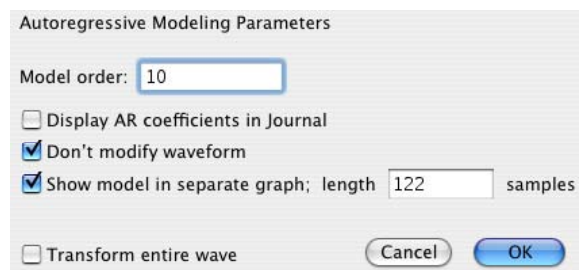 Autoregressive Modeling Parameters
Model order: 10
Display AR coefficients in Journal
Don't modify waveform
Show model in separate graph; length 122 samples
Transform entire wave Cancel OK